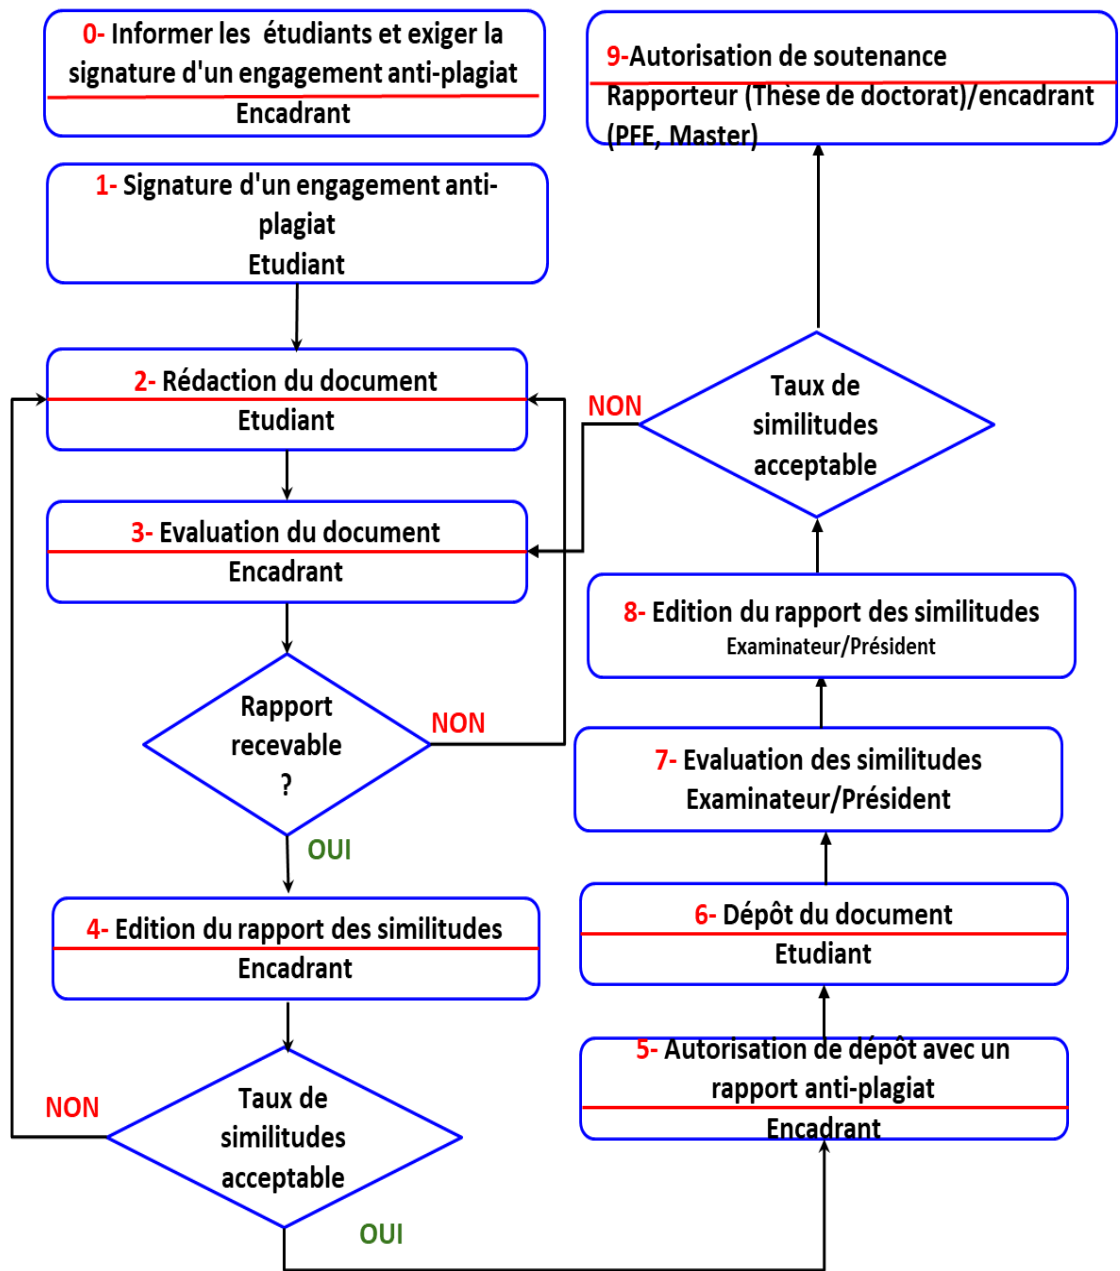 0- Informer les  étudiants et exiger la
signature d'un engagement anti-plagiat
Encadrant
1- Signature d'un engagement anti-
plagiat
Etudiant
2- Rédaction du document
Etudiant
3- Evaluation du document
Encadrant
Rapport
recevable
?
NON
OUI
4- Edition du rapport des similitudes
Encadrant
NON
Taux de
similitudes
acceptable
OUI
5- Autorisation de dépôt avec un
rapport anti-plagiat
Encadrant
6- Dépôt du document
Etudiant
7- Evaluation des similitudes
Examinateur/Président
8- Edition du rapport des similitudes
Examinateur/Président
NON
Taux de
similitudes
acceptable
9-Autorisation de soutenance
Rapporteur (Thèse de doctorat)/encadrant
(PFE, Master)